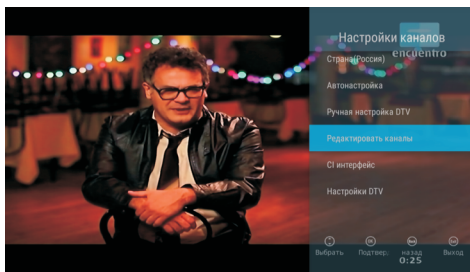 Настройки каналов
encuentro
Страна(Россия)
Автонастройка
Ручная настройка DTV
Редактировать каналы
CI интерфейс
Настройки DTV
Выбрать Подтвер: назад Выход
0:25